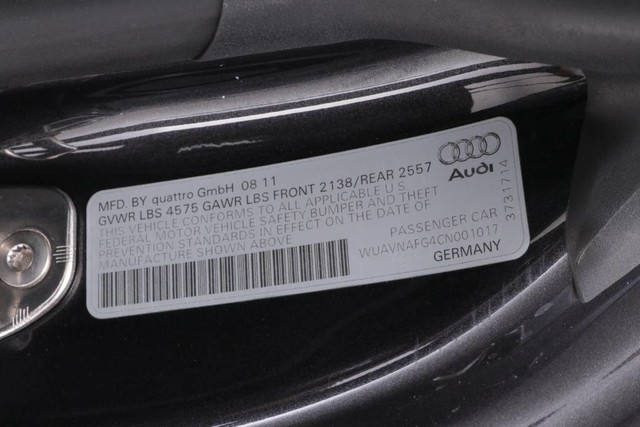 MFD. BY quattro GmbH 08 11
GVWR LBS 4575 GAWR LBS FRONT 2138/REAR 2557
THIS VEHICLE CONFORMS TO ALL APPLICABLE U S
FEDERAL MOTOR VEHICLE SAFETY BUMPER AND THEFT
PREVENTION STANDARDS IN EFFECT ON THE DATE OF
MANUFACTURE SHOWN ABOVE
Audi
3731714
PASSENGER CAR
WUAVNAFG4CN001017
GERMANY